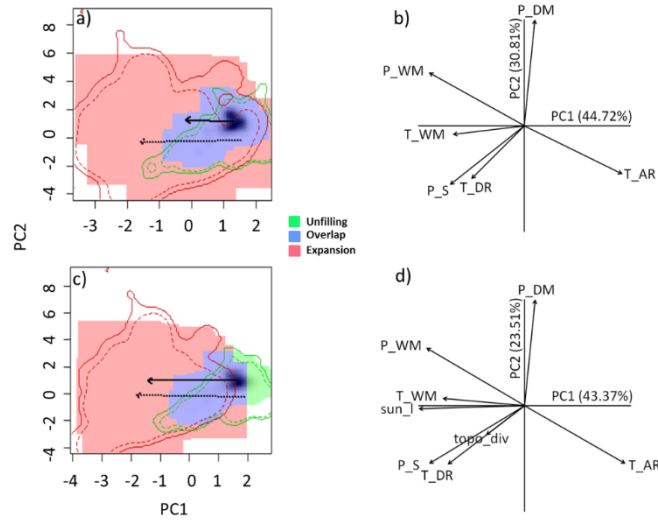 a)
8
6
4
2
0
-2
-4
-3 -2 -1 0 1 2
b)
P_DM
PC2 (30.81%)
P_WM
PC1 (44.72%)
T_WM
T_AR
P_S
T_DR
PC2
Unfilling
Overlap
Expansion
c)
8
6
4
2
0
-2
-4
-4 -3 -2 -1 0 1 2
PC1
d)
P_DM
PC2 (23.51%)
P_WM
PC1 (43.37%)
T_WM
sun_l
topo_div
P_S
T_DR
T_AR